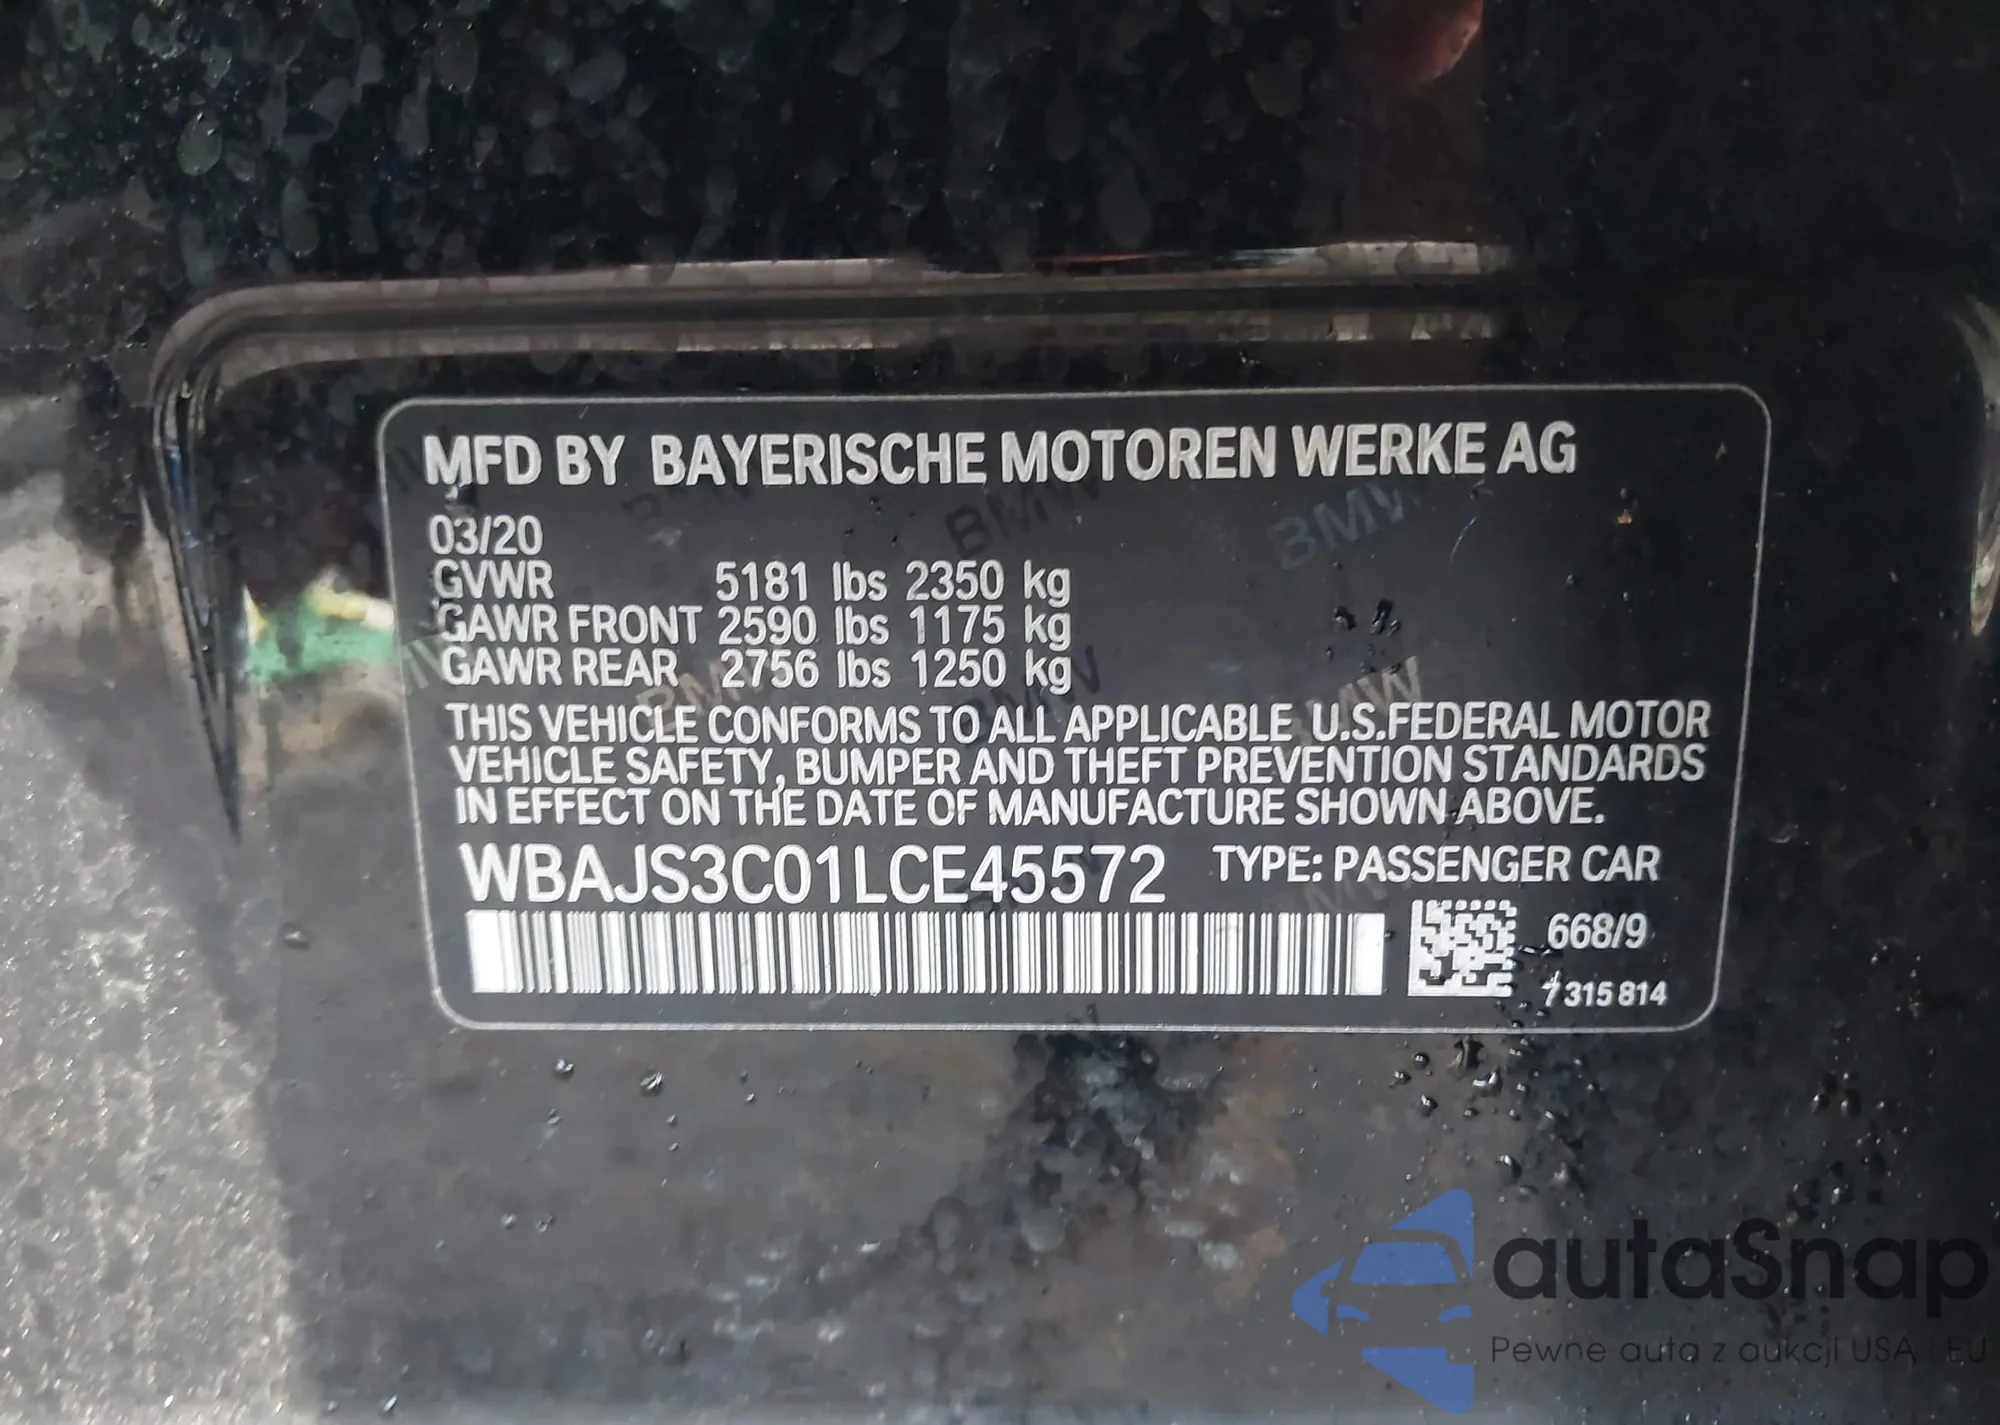 MFD BY BAYERISCHE MOTOREN WERKE AG
03/20
GVWR 5181 lbs 2350 kg
GAWR FRONT 2590 lbs 1175 kg
GAWR REAR 2756 lbs 1250 kg
THIS VEHICLE CONFORMS TO ALL APPLICABLE U.S.FEDERAL MOTOR
VEHICLE SAFETY, BUMPER AND THEFT PREVENTION STANDARDS
IN EFFECT ON THE DATE OF MANUFACTURE SHOWN ABOVE.
WBAJS3C01LCE45572 TYPE: PASSENGER CAR
668/9
7 315 814
autaSnap
Pewne auta z aukcji USA i EU